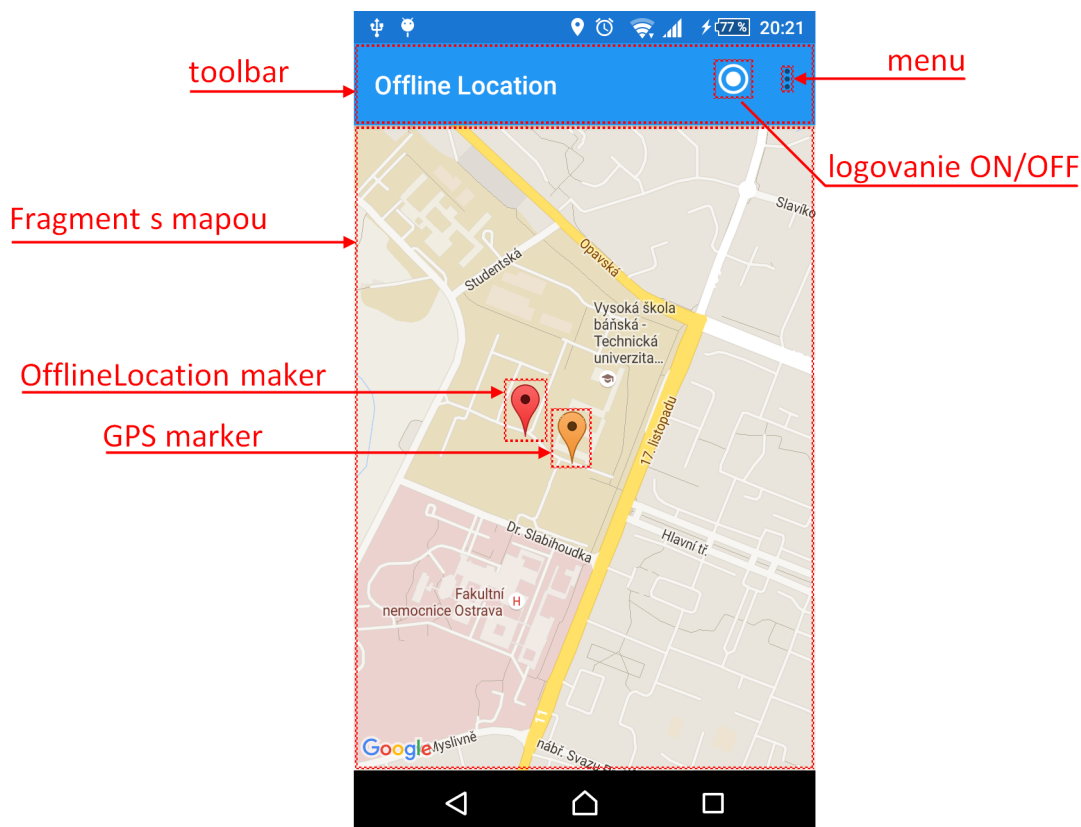 77 %
20:21
toolbar
Offline Location
menu
logovanie ON/OFF
Fragment s mapou
Slavíko
Opavská
Studentská
Vysoká škola
báňská -
Technická
univerzita...
OfflineLocation maker
GPS marker
17. listopadu
Dr. Slabihoudka
Hlavní tř.
Fakultní
nemocnice Ostrava
H
11
Google
Myslivně
nábř. Svazu